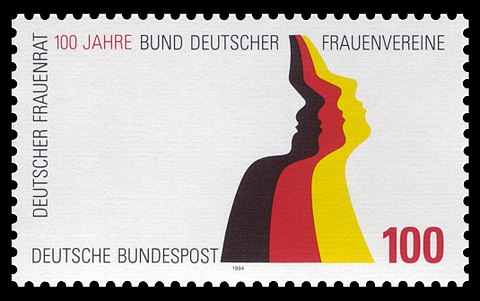 100 JAHRE BUND DEUTSCHER FRAUENVEREINE
DEUTSCHER FRAUENRAT
DEUTSCHE BUNDESPOST
100
1994